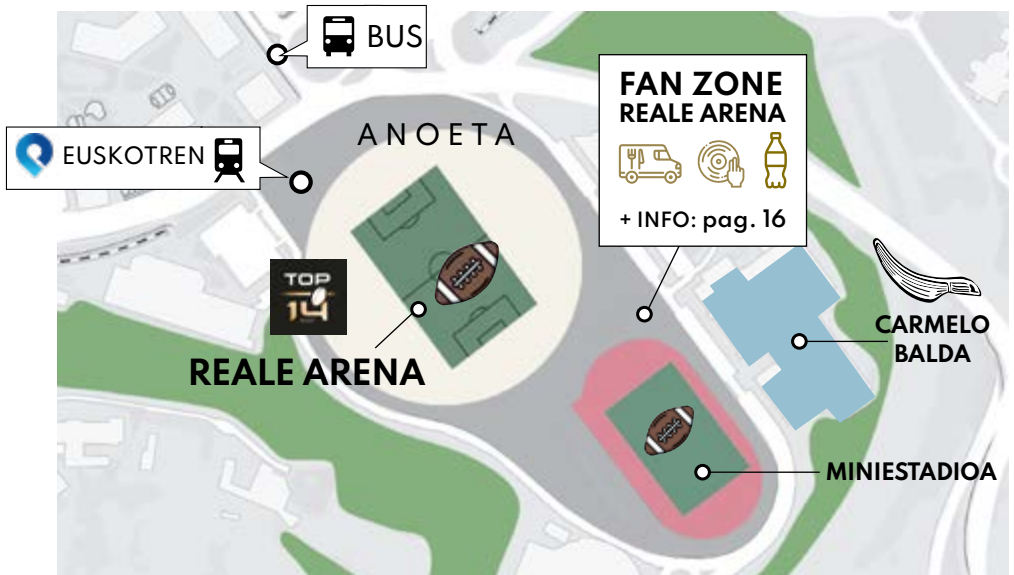 BUS
FAN ZONE
REALE ARENA
ANOETA
EUSKOTREN
+ INFO: pag. 16
TOP
14
CARMELO
BALDA
REALE ARENA
MINIESTADIOA